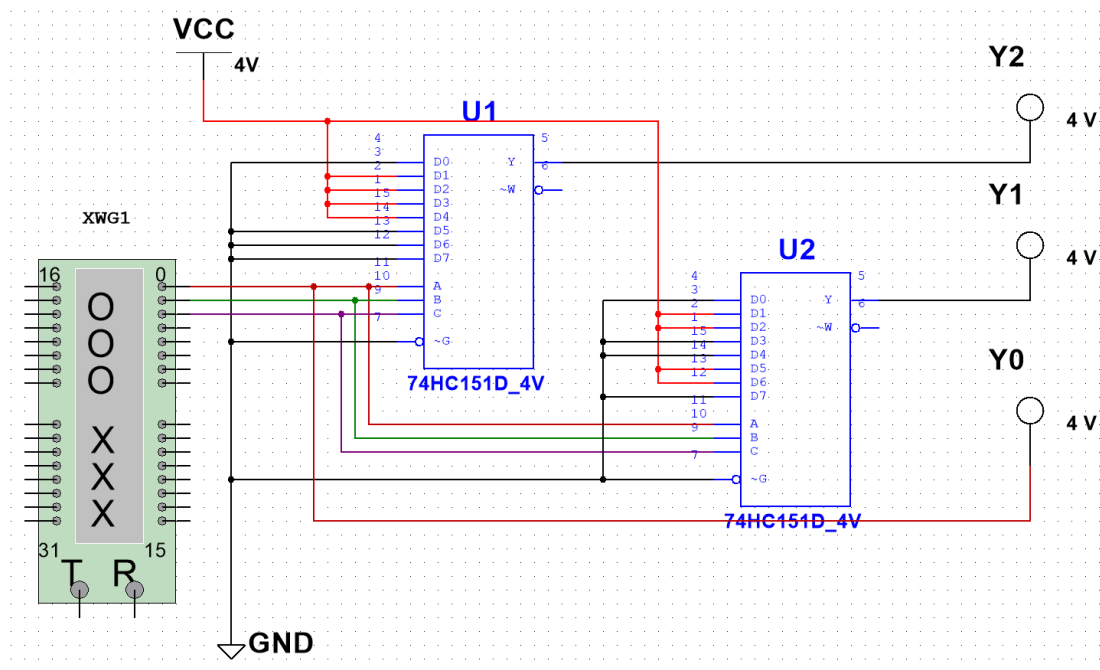 VCC
4V
Y2
4 V
U1
4
3
2
1
15
14
13
12
11
10
9
7
D0
D1
D2
D3
D4
D5
D6
D7
A
B
C
~G
Y
~W
5
6
74HC151D_4V
Y1
4 V
U2
4
3
2
1
15
14
13
12
11
10
9
7
D0
D1
D2
D3
D4
D5
D6
D7
A
B
C
~G
Y
~W
5
6
74HC151D_4V
Y0
4 V
XWG1
16 0
O
O
O
X
X
X
31 15
T R
GND